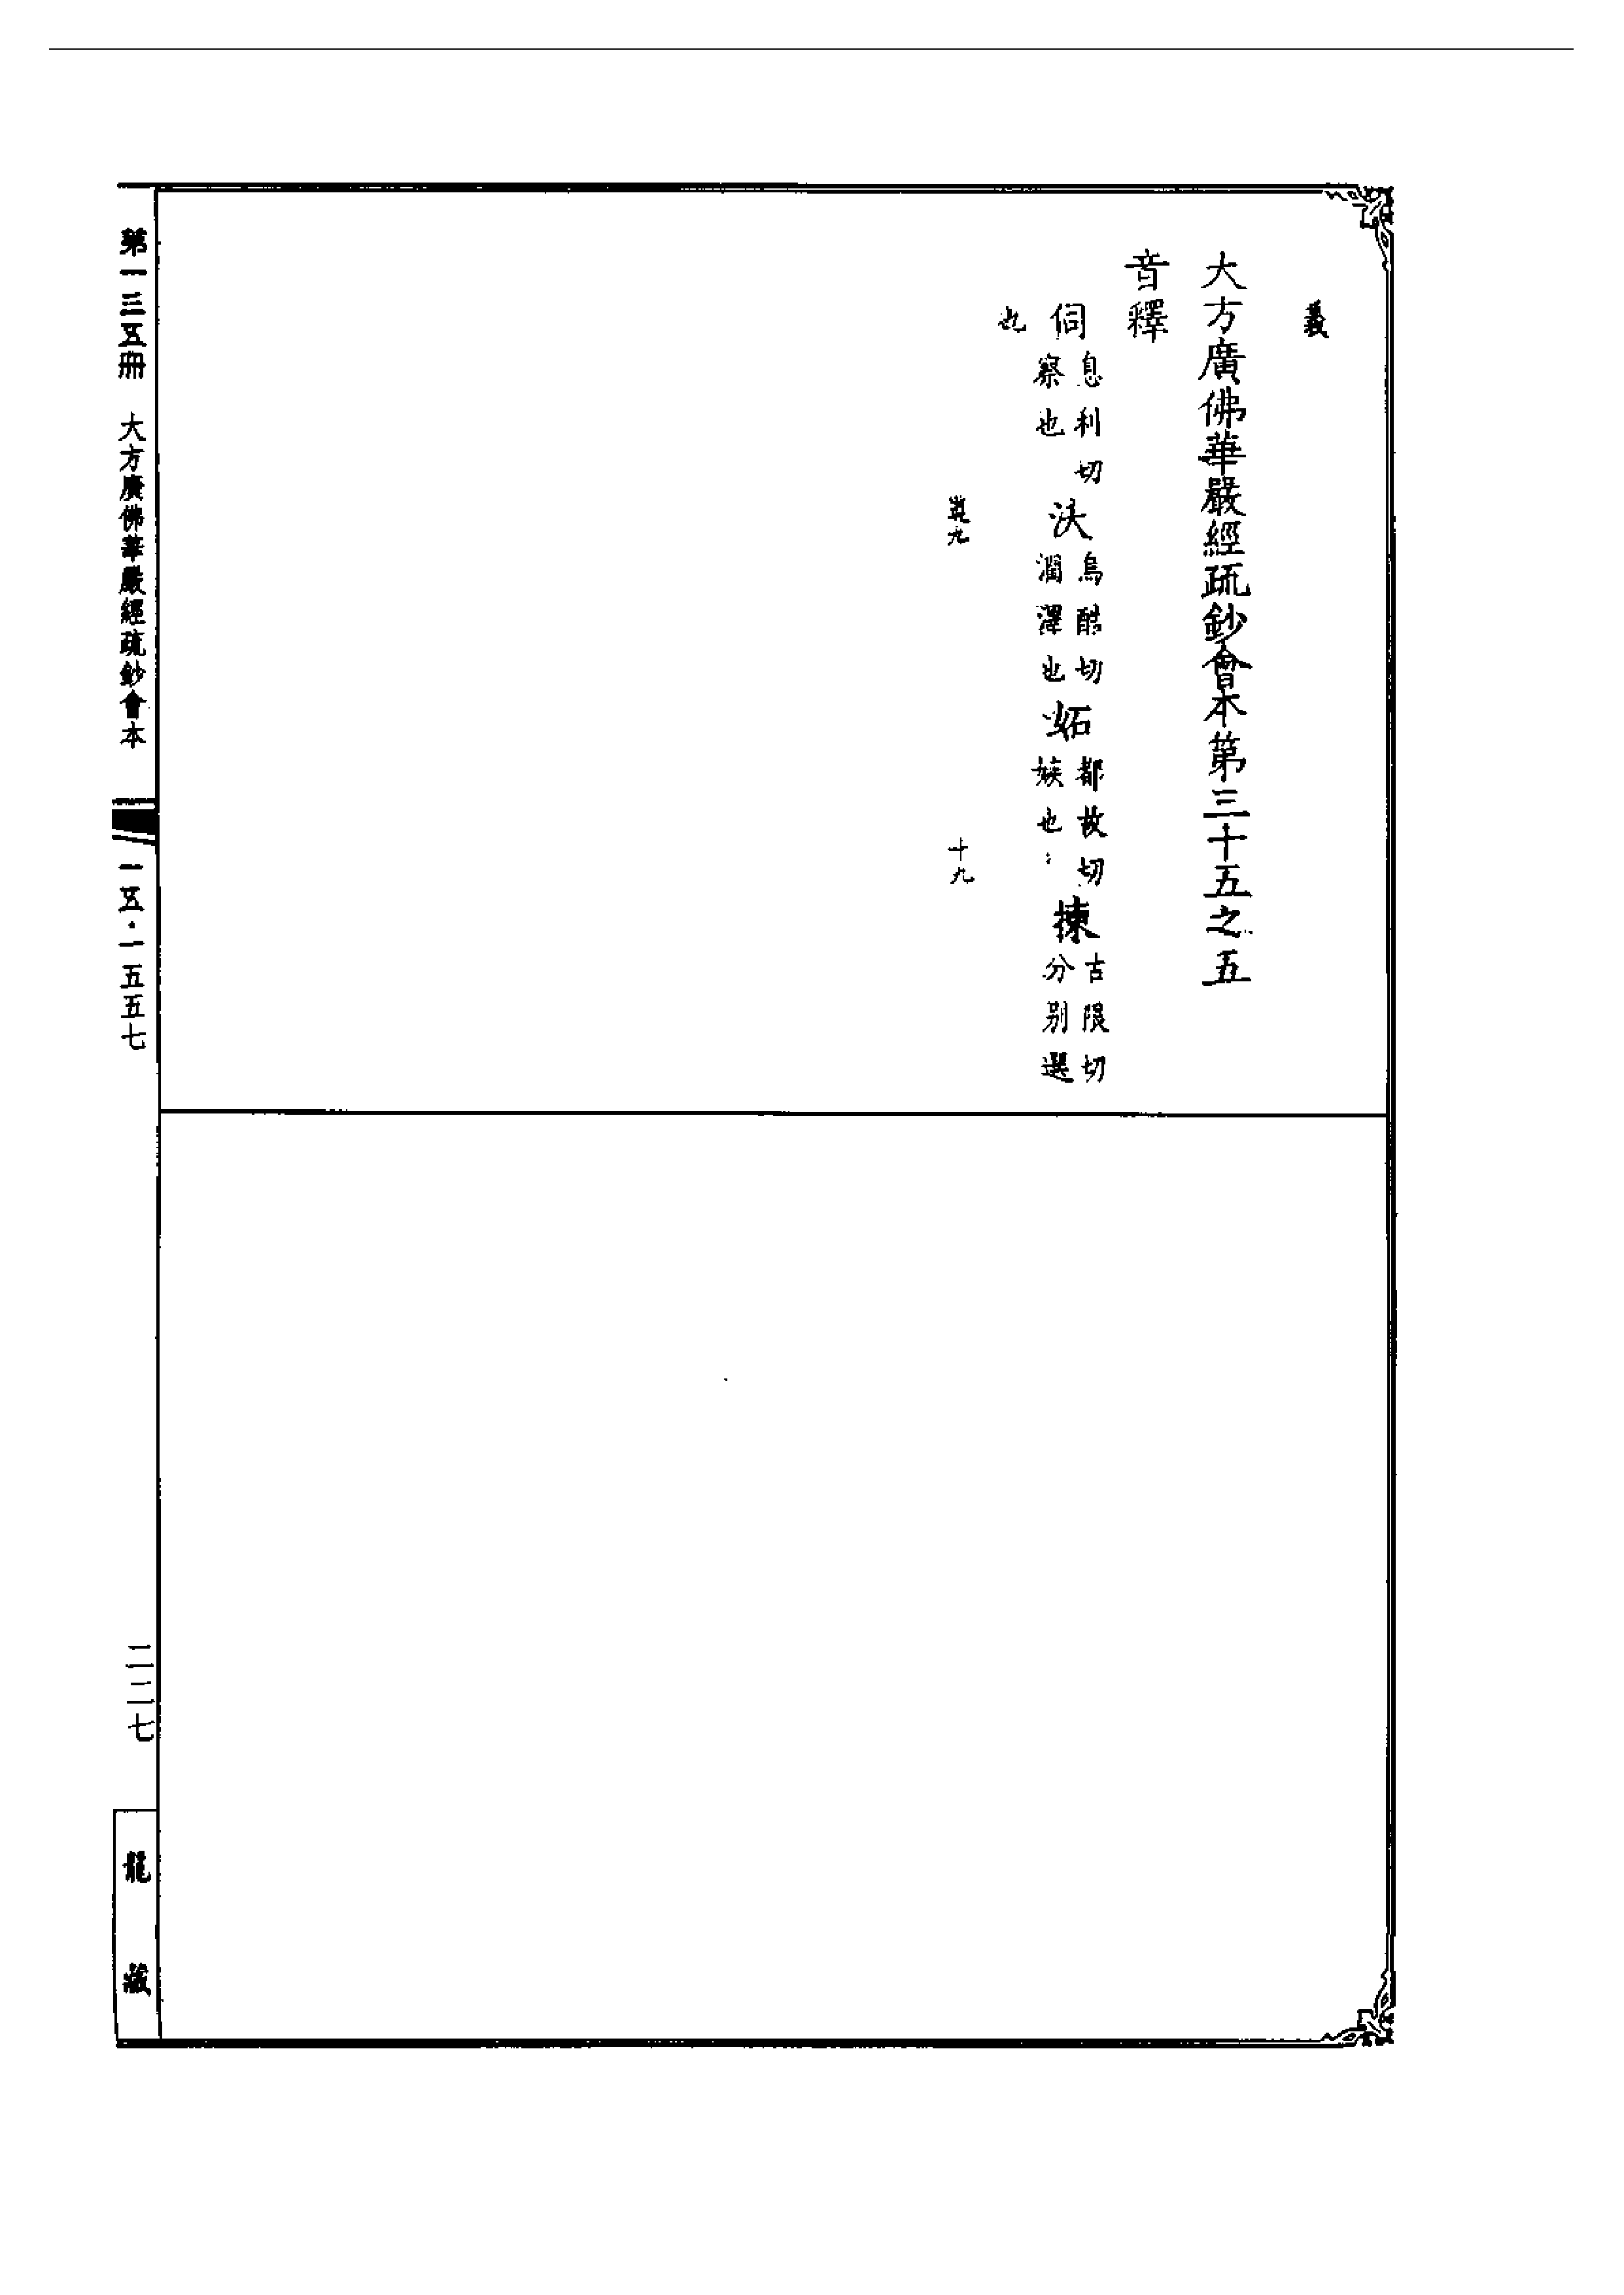 義
大方廣佛華嚴經疏鈔會本第三十五之五
音釋
伺息利切察也 沃烏酷切潤澤也 妬都故切嫉也 揀古限切分別選
也
九 十九
第一三五冊 大方廣佛華嚴經疏鈔會本 一五·一五五七 二二七 龍藏